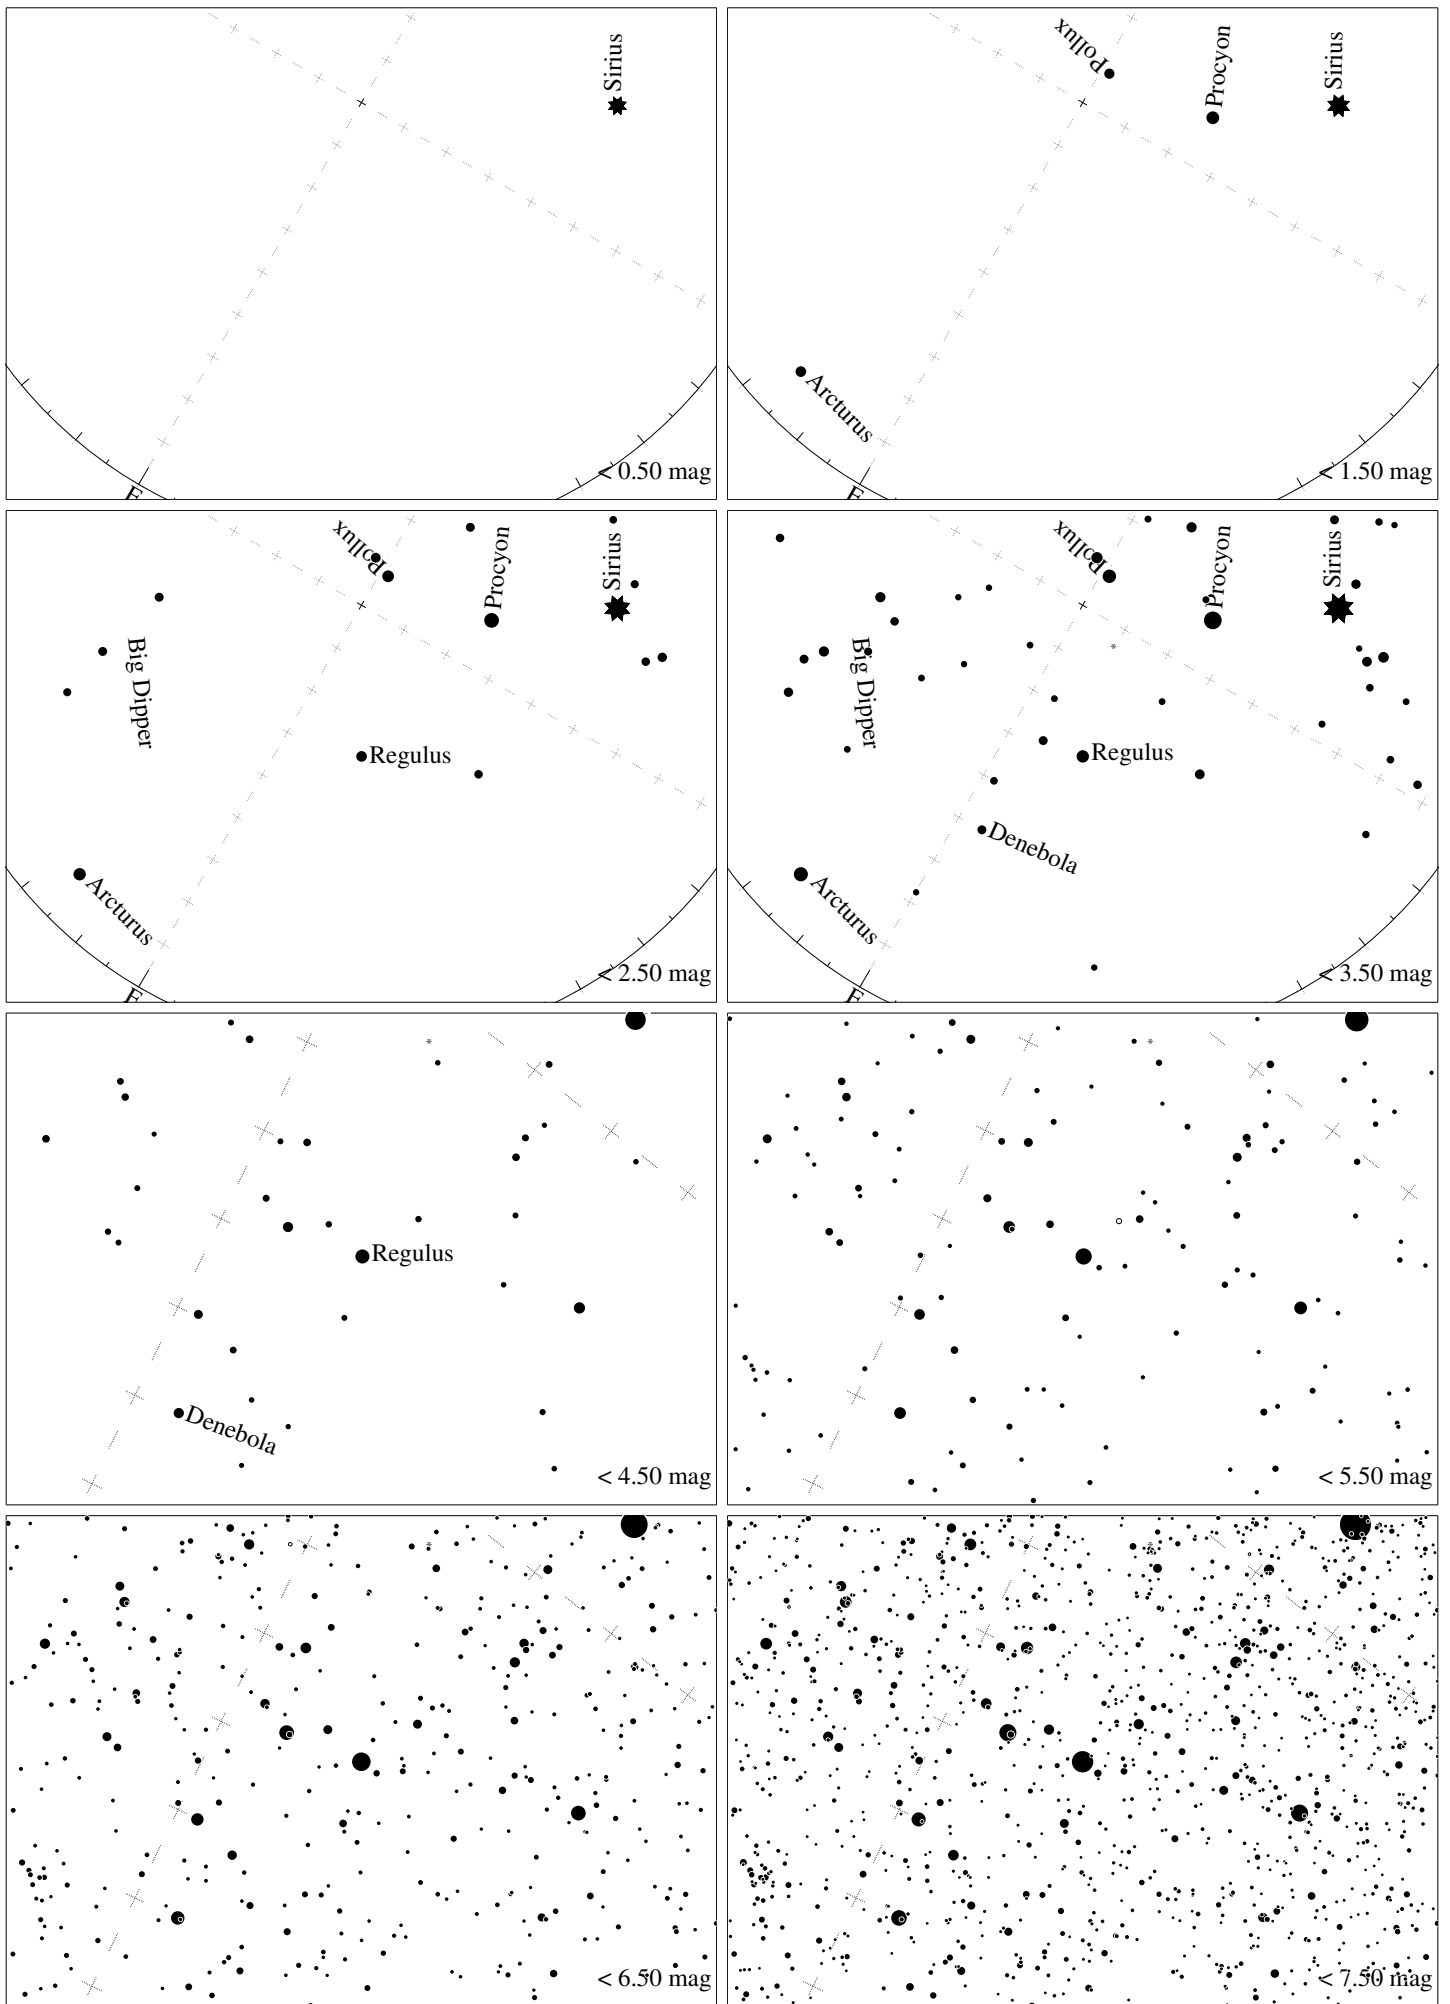 Sirius
E
< 0.50 mag
Pollux
Procyon
Sirius
Arcturus
E
< 1.50 mag
Pollux
Procyon
Sirius
Big Dipper
Regulus
Arcturus
E
< 2.50 mag
Pollux
Procyon
Sirius
Big Dipper
Regulus
Denebola
Arcturus
E
< 3.50 mag
Regulus
Denebola
< 4.50 mag
< 5.50 mag
< 6.50 mag
< 7.50 mag